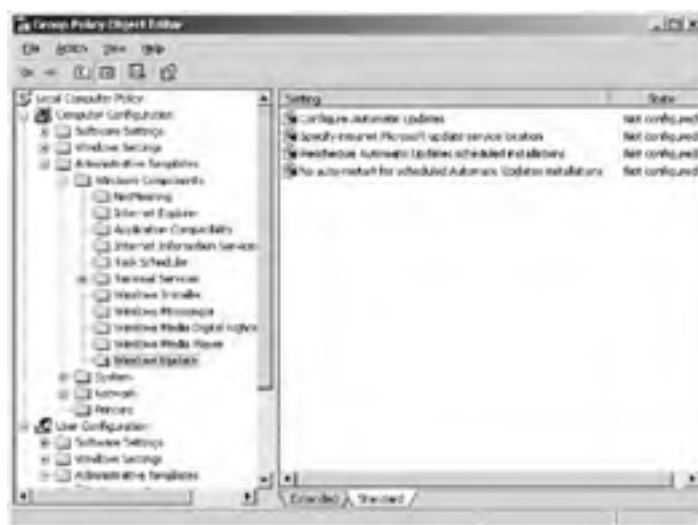 Group Policy Object Editor
File Action View Help
Local Computer Policy
Computer Configuration
Software Settings
Windows Settings
Administrative Templates
Windows Components
NetMeeting
Internet Explorer
Application Compatibility
Internet Information Services
Task Scheduler
Terminal Services
Windows Installer
Windows Messenger
Windows Media Digital Rights
Windows Media Player
Windows Update
System
Network
Printers
User Configuration
Software Settings
Windows Settings
Administrative Templates
Setting State
Configure Automatic Updates Not configured
Specify intranet Microsoft update service location Not configured
Reschedule Automatic Updates scheduled installations Not configured
No auto-restart for scheduled Automatic Updates installations Not configured
Extended Standard